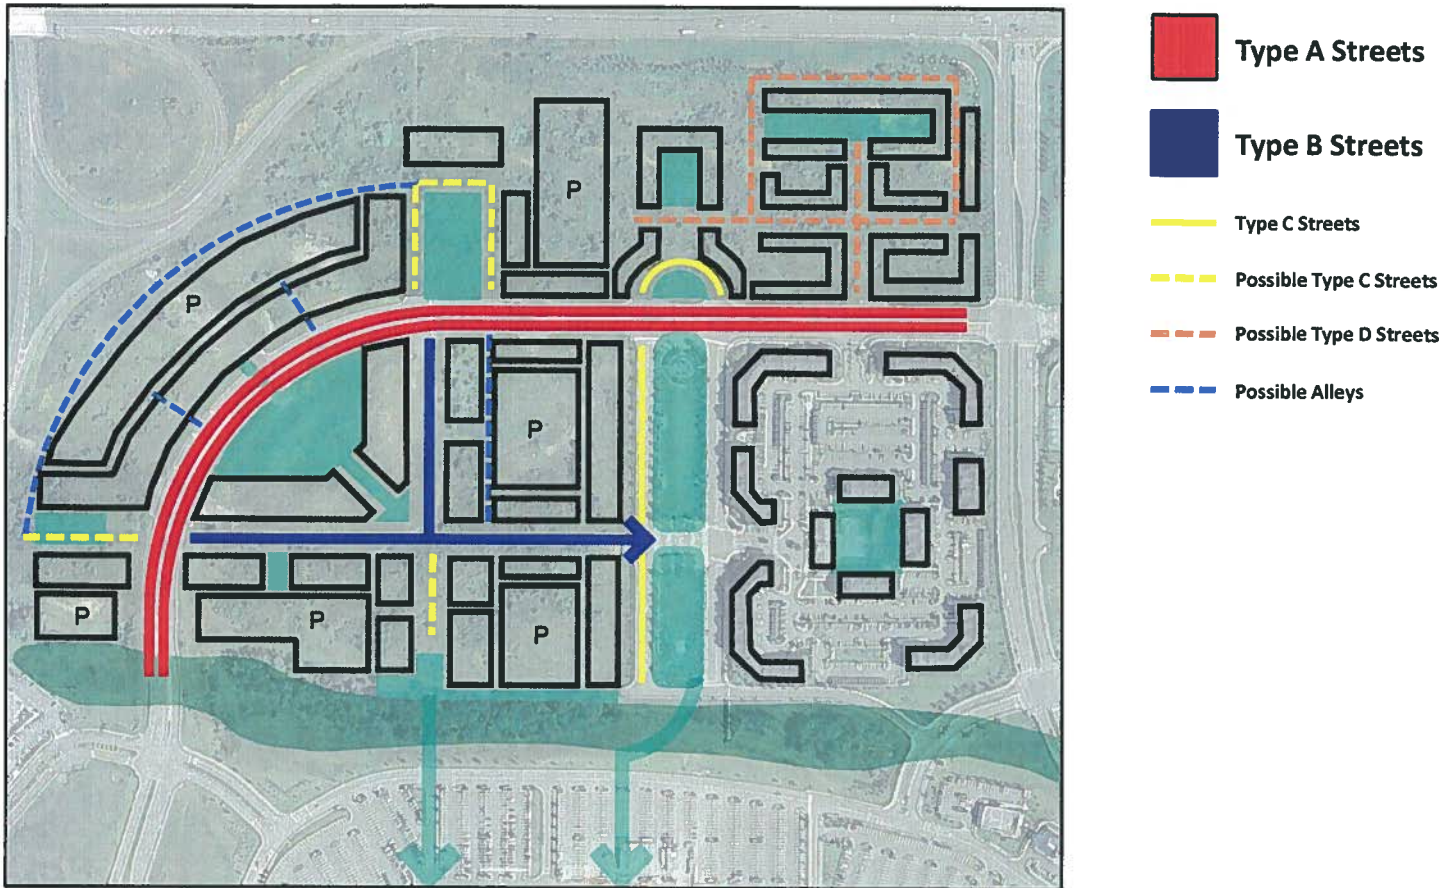 Type A Streets
Type B Streets
Type C Streets
Possible Type C Streets
Possible Type D Streets
Possible Alleys
P
P
P
P
P
P